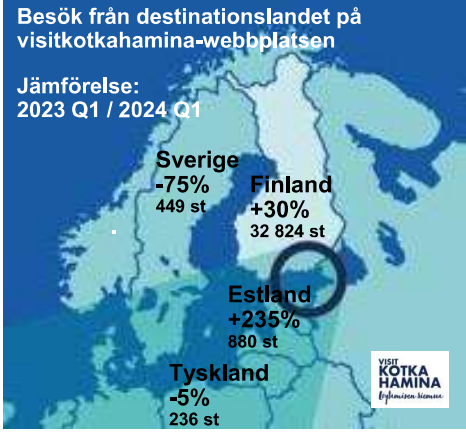 Besök från destinationslandet på
visitkotkahamina-webbplatsen
Jämförelse:
2023 Q1 / 2024 Q1
Sverige
-75%
449 st
Finland
+30%
32 824 st
Estland
+235%
880 st
Tyskland
-5%
236 st
VISIT
KOTKA
HAMINA